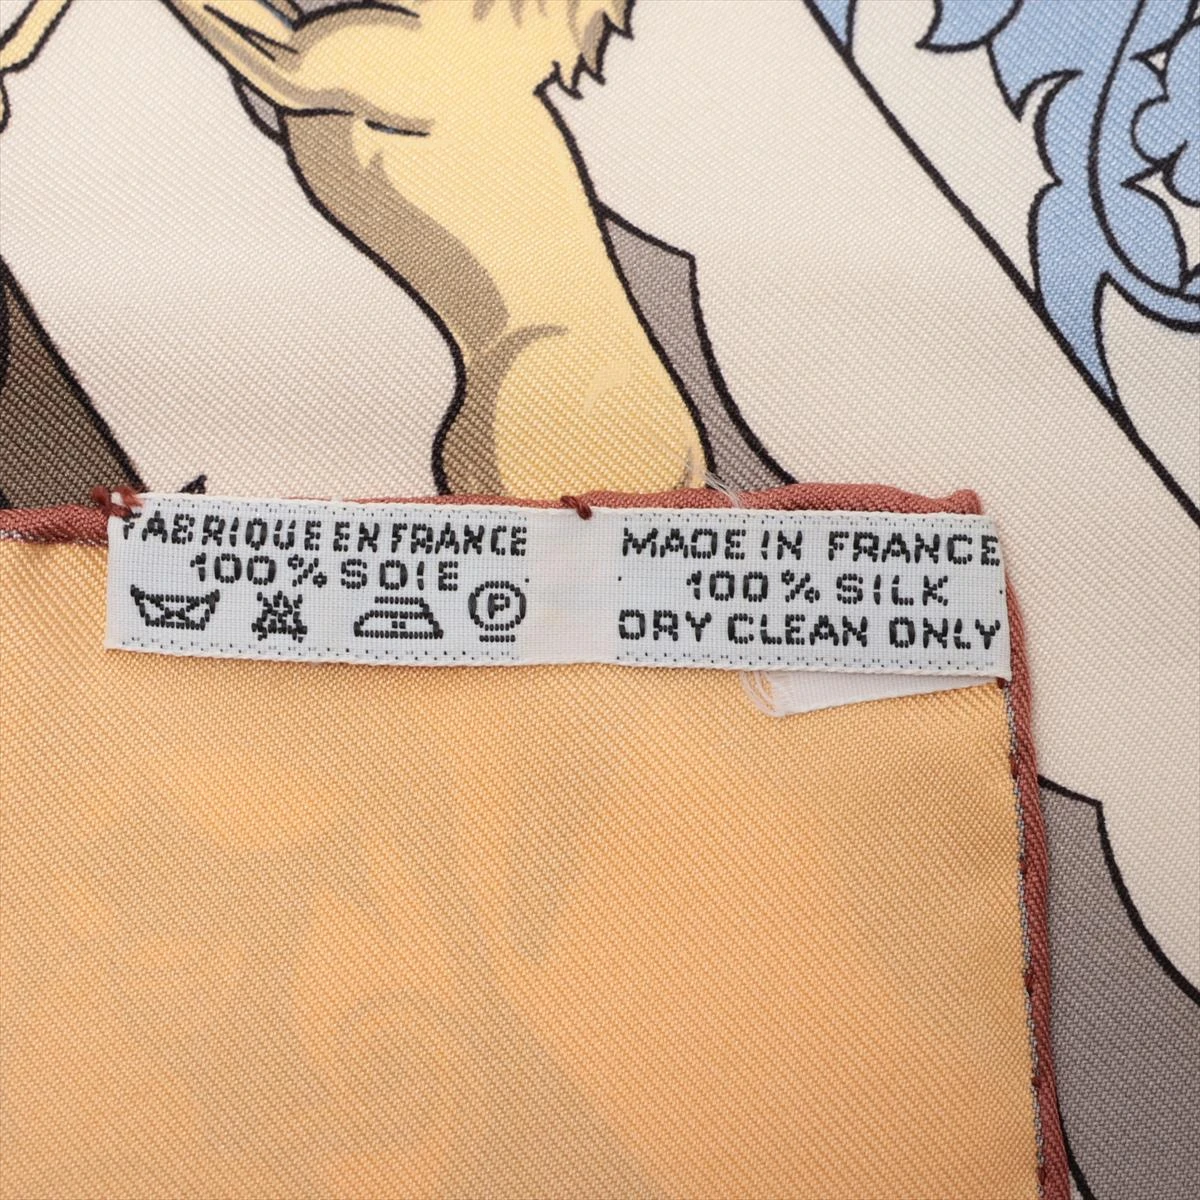 FABRIQUE EN FRANCE
100% SOIE
P
MADE IN FRANCE
100% SILK
DRY CLEAN ONLY